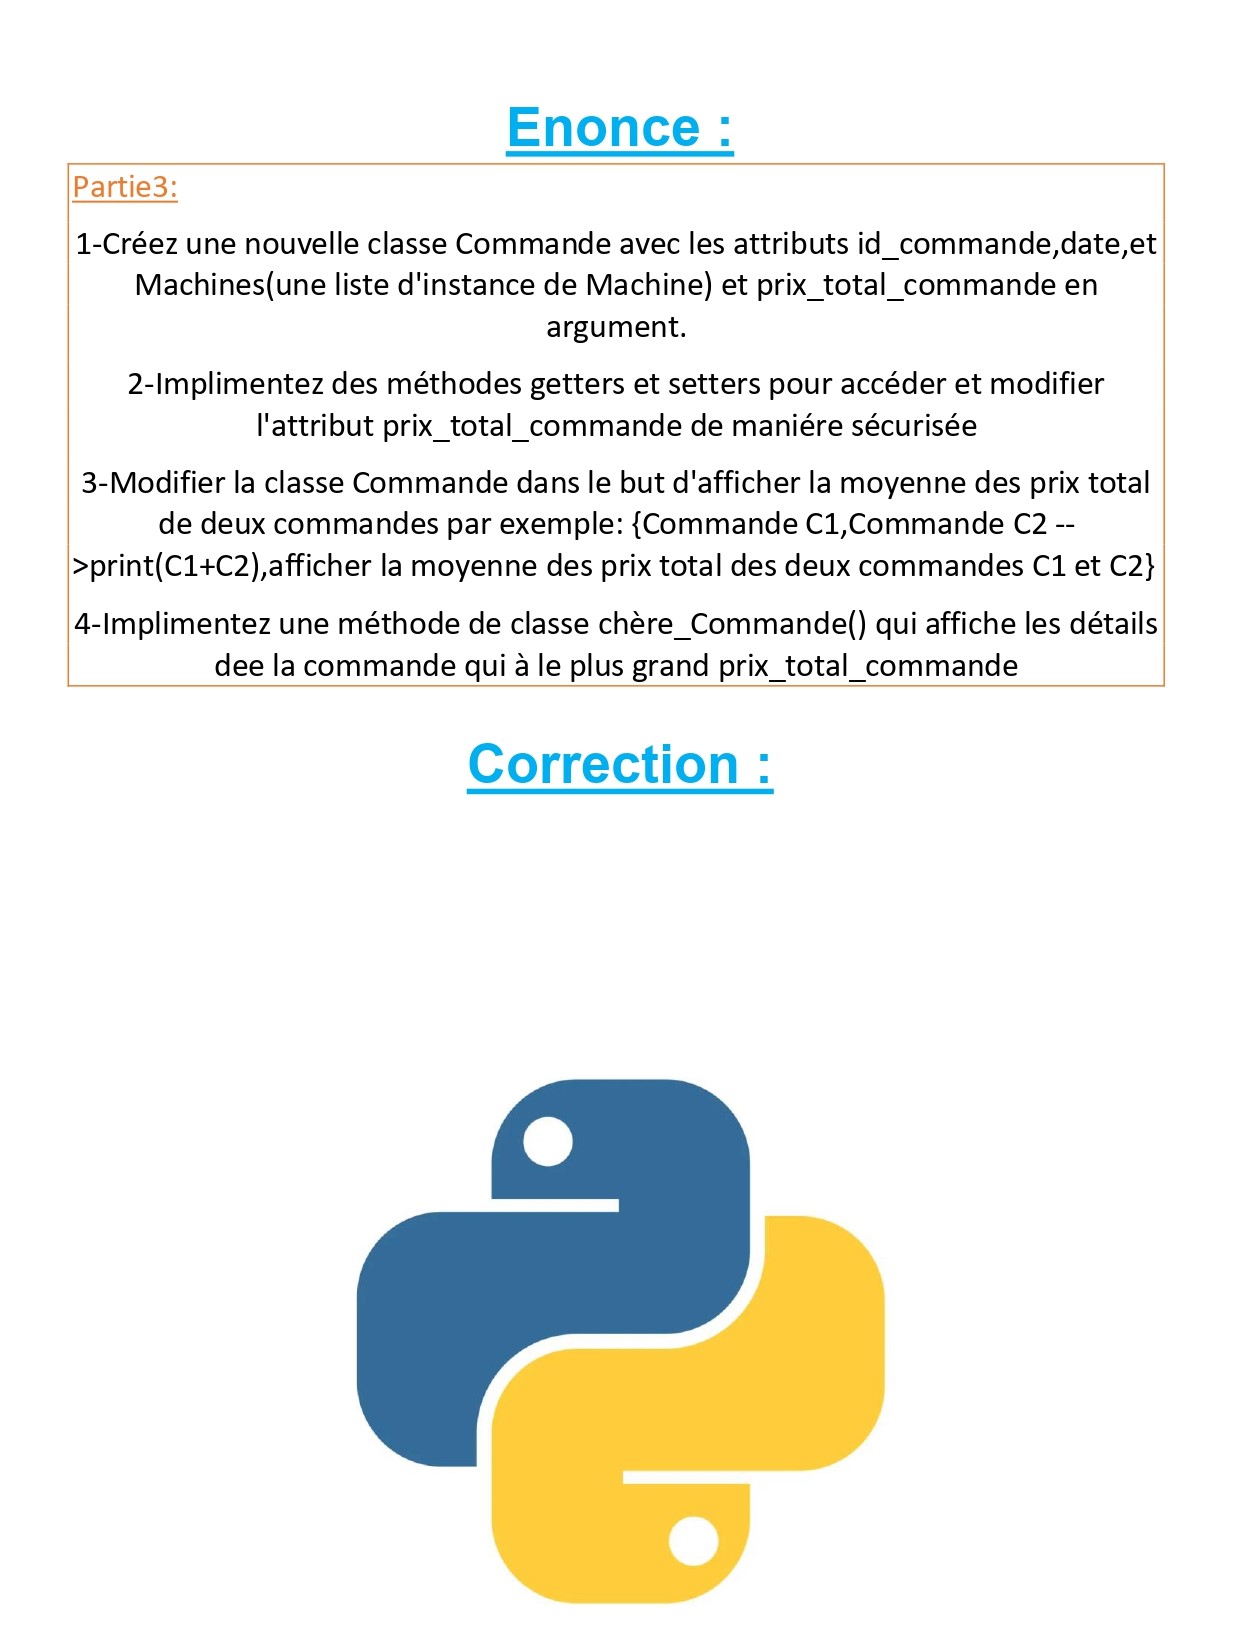 Enonce :
Partie3:
1-Créez une nouvelle classe Commande avec les attributs id_commande,date,et
Machines(une liste d'instance de Machine) et prix_total_commande en
argument.
2-Implimentez des méthodes getters et setters pour accéder et modifier
l'attribut prix_total_commande de maniére sécurisée
3-Modifier la classe Commande dans le but d'afficher la moyenne des prix total
de deux commandes par exemple: {Commande C1,Commande C2 --
>print(C1+C2),afficher la moyenne des prix total des deux commandes C1 et C2}
4-Implimentez une méthode de classe chère_Commande() qui affiche les détails
dee la commande qui à le plus grand prix_total_commande
Correction :